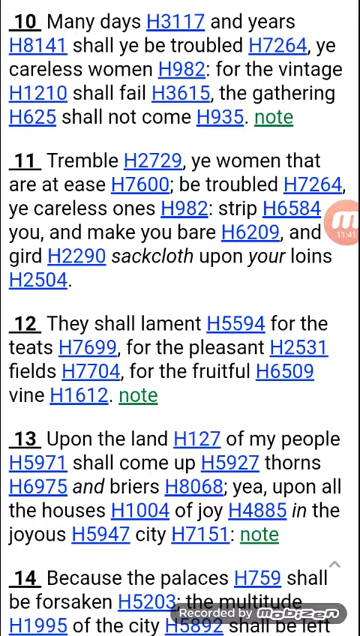 10 Many days H3117 and years
H8141 shall ye be troubled H7264, ye
careless women H982: for the vintage
H1210 shall fail H3615, the gathering
H625 shall not come H935. note
11 Tremble H2729, ye women that
are at ease H7600; be troubled H7264,
ye careless ones H982: strip H6584
you, and make you bare H6209, and
gird H2290 sackcloth upon your loins
H2504.
11:41
12 They shall lament H5594 for the
teats H7699, for the pleasant H2531
fields H7704, for the fruitful H6509
vine H1612. note
13 Upon the land H127 of my people
H5971 shall come up H5927 thorns
H6975 and briers H8068; yea, upon all
the houses H1004 of joy H4885 in the
joyous H5947 city H7151: note
14 Because the palaces H759 shall
be forsaken H5203; the multitude
H1995 of the city H5892 shall be left
Recorded by mobizen